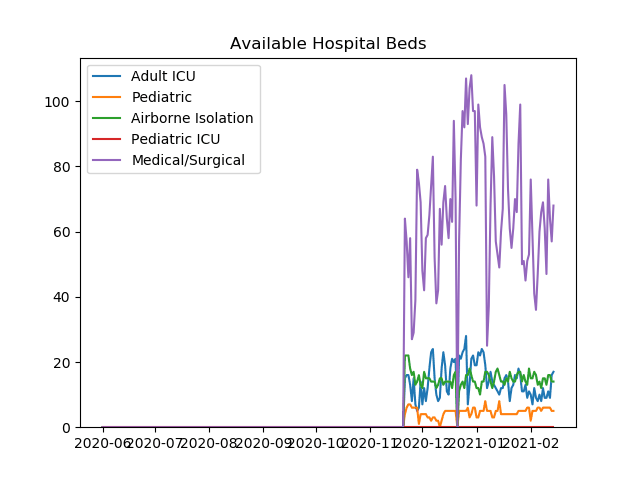 Available Hospital Beds
Adult ICU
Pediatric
Airborne Isolation
Pediatric ICU
Medical/Surgical
100
80
60
40
20
0
2020-06 2020-07 2020-08 2020-09 2020-10 2020-11 2020-12 2021-01 2021-02